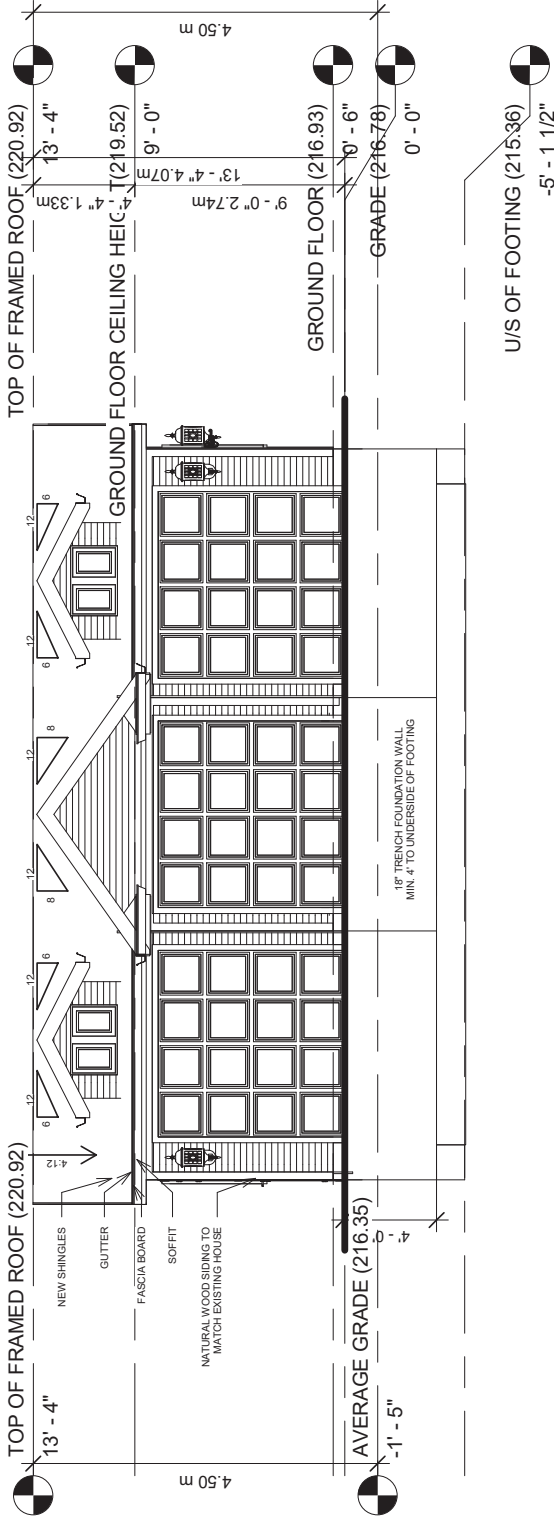 TOP OF FRAMED ROOF (220.92)
13' - 4"
4.50 m
AVERAGE GRADE (216.35)
-1' - 5"
NEW SHINGLES
GUTTER
FASCIA BOARD
SOFFIT
NATURAL WOOD SIDING TO
MATCH EXISTING HOUSE
4:12
4' - 0"
12
6
12
6
12
8
12
8
12
6
12
6
18" TRENCH FOUNDATION WALL
MIN. 4' TO UNDERSIDE OF FOOTING
TOP OF FRAMED ROOF (220.92)
13' - 4"
GROUND FLOOR CEILING HEIGHT (219.52)
9' - 0"
GROUND FLOOR (216.93)
0' - 6"
GRADE (216.78)
0' - 0"
U/S OF FOOTING (215.36)
-5' - 1 1/2"
4' - 4" 1.33m
9' - 0" 2.74m
13' - 4" 4.07m
4.50 m